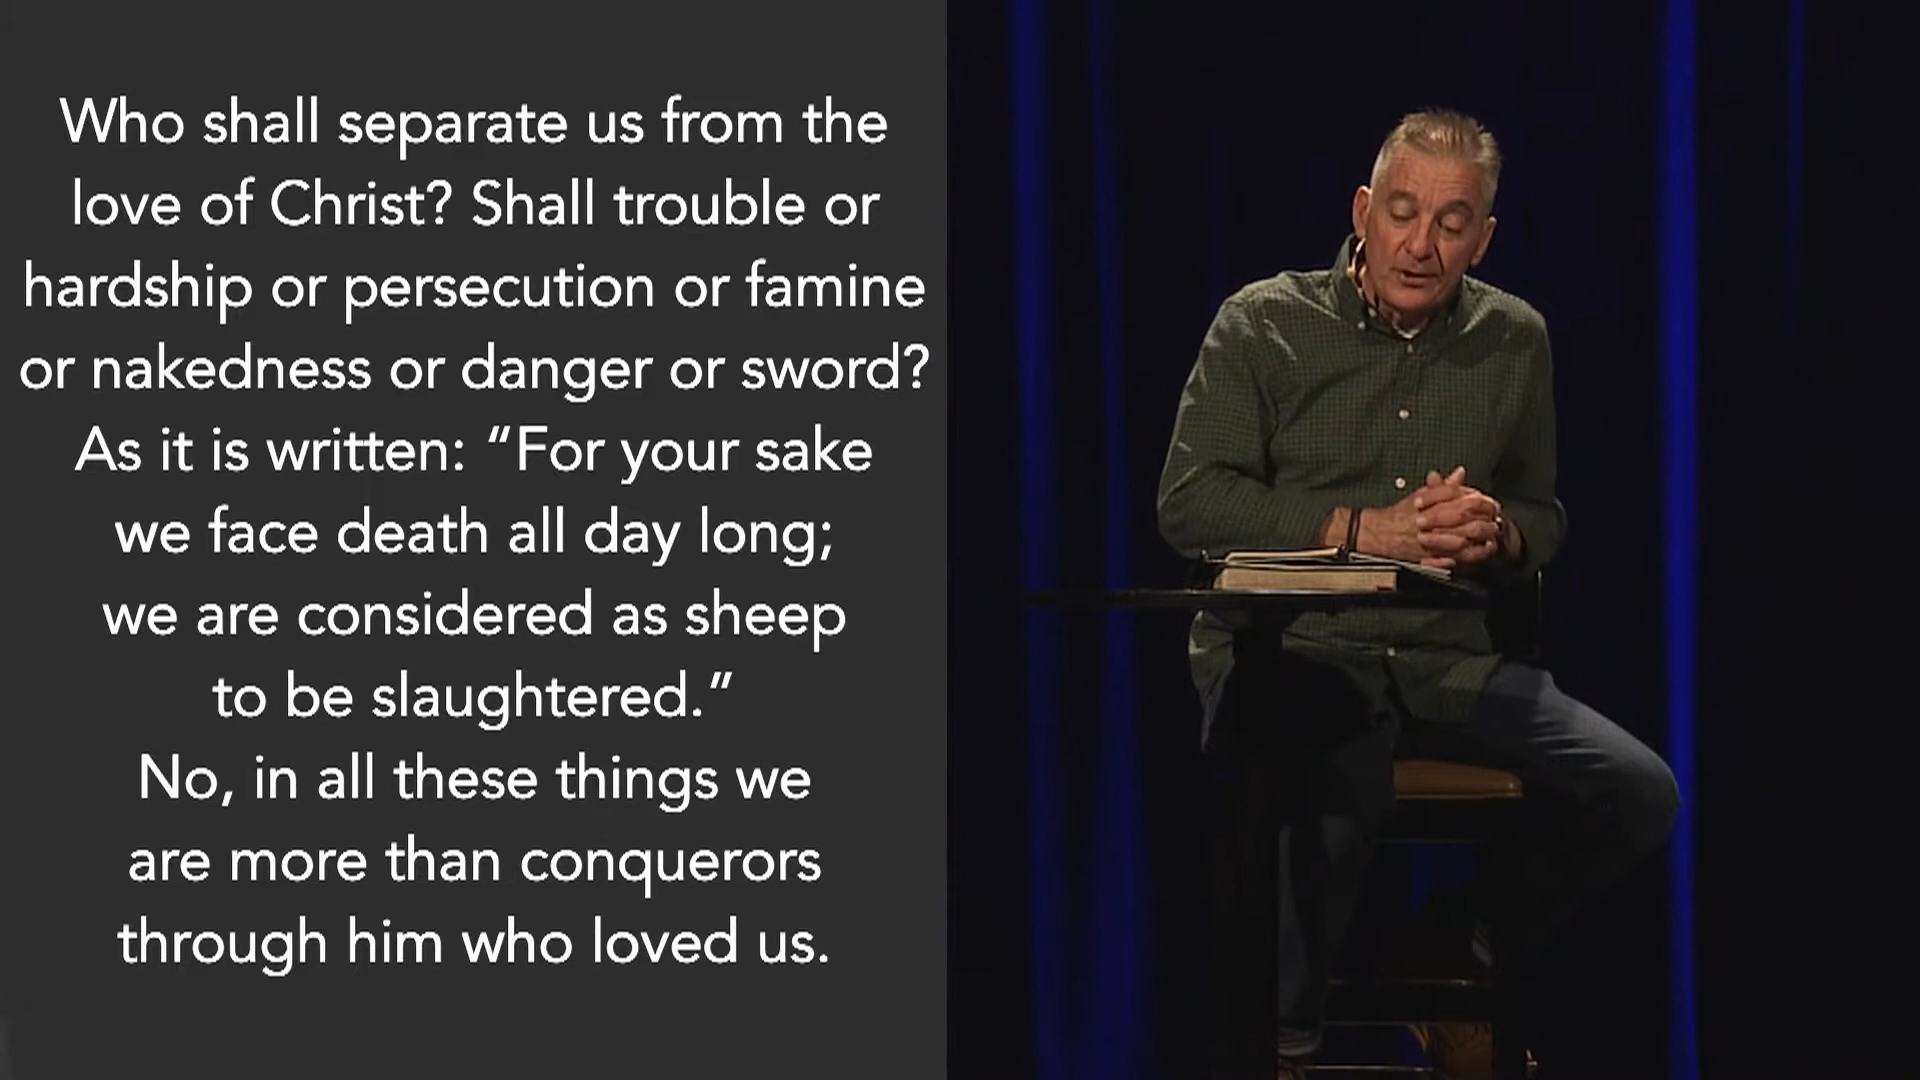 Who shall separate us from the
love of Christ? Shall trouble or
hardship or persecution or famine
or nakedness or danger or sword?
As it is written: “For your sake
we face death all day long;
we are considered as sheep
to be slaughtered.”
No, in all these things we
are more than conquerors
through him who loved us.